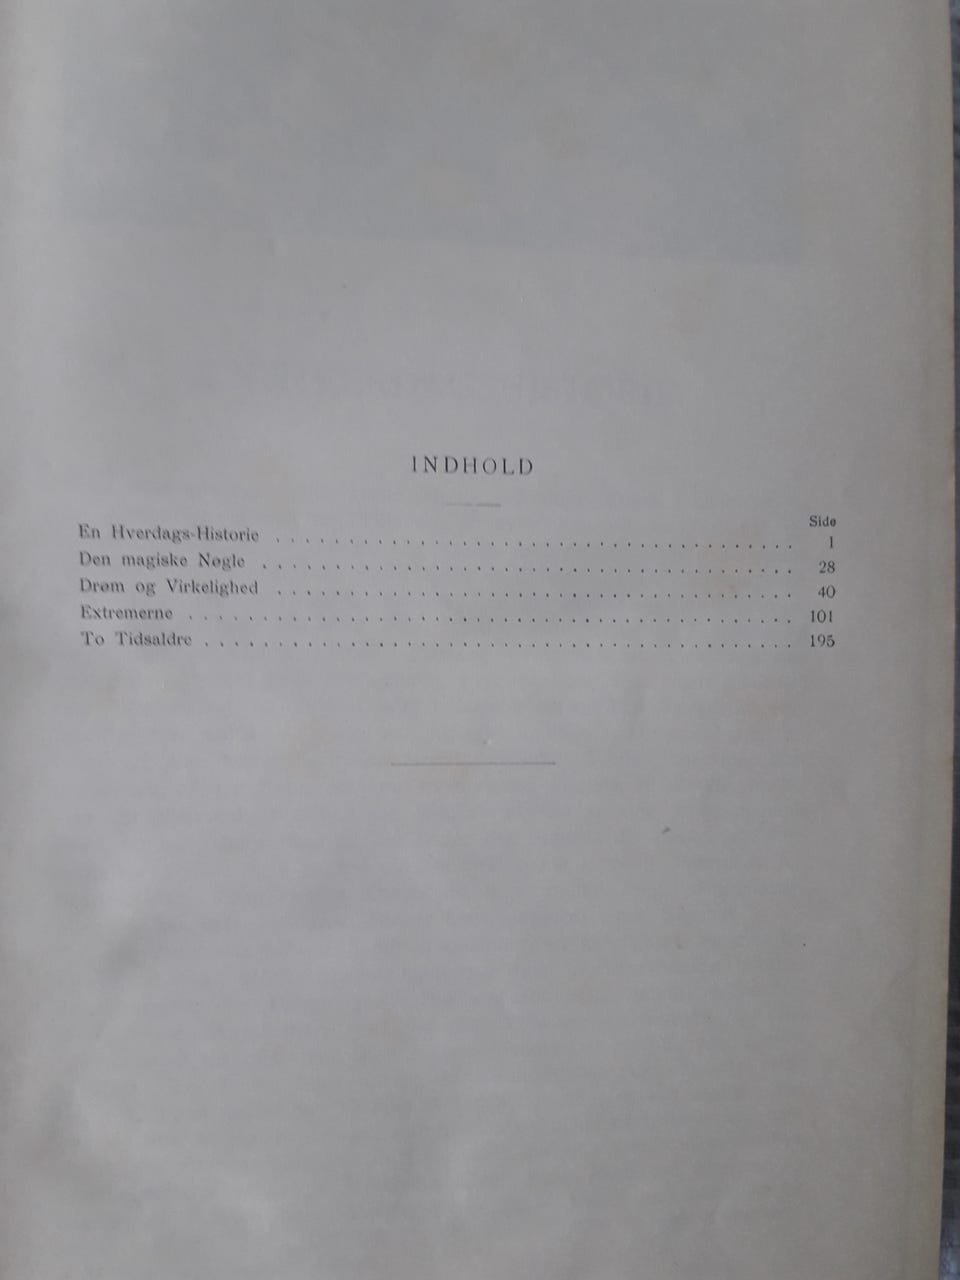 INDHOLD
Side
En Hverdags-Historie . . . . . . . . . . . . . . . . . . . . . . . . . . . . . . . . . . . 1
Den magiske Nøgle . . . . . . . . . . . . . . . . . . . . . . . . . . . . . . . . . . . . 28
Drøm og Virkelighed . . . . . . . . . . . . . . . . . . . . . . . . . . . . . . . . . . . 40
Extremerne . . . . . . . . . . . . . . . . . . . . . . . . . . . . . . . . . . . . . . . . . 101
To Tidsaldre . . . . . . . . . . . . . . . . . . . . . . . . . . . . . . . . . . . . . . . . 195